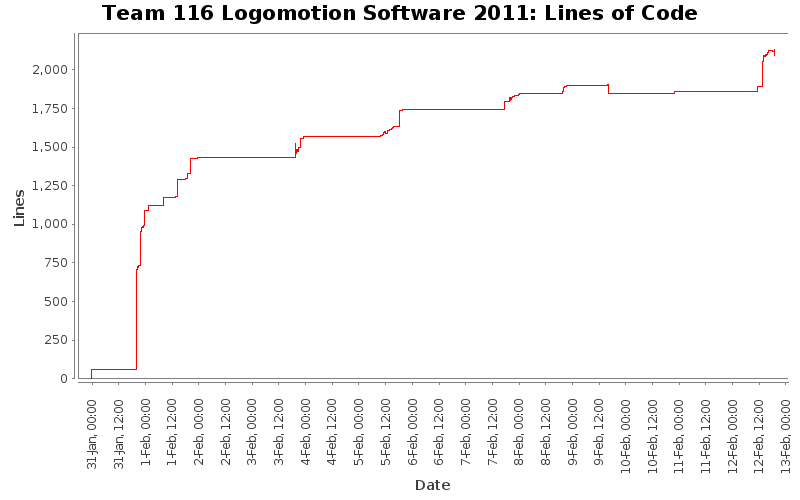 Team 116 Logomotion Software 2011: Lines of Code
Lines
2,000
1,750
1,500
1,250
1,000
750
500
250
0
31-Jan, 00:00
31-Jan, 12:00
1-Feb, 00:00
1-Feb, 12:00
2-Feb, 00:00
2-Feb, 12:00
3-Feb, 00:00
3-Feb, 12:00
4-Feb, 00:00
4-Feb, 12:00
5-Feb, 00:00
5-Feb, 12:00
6-Feb, 00:00
6-Feb, 12:00
7-Feb, 00:00
7-Feb, 12:00
8-Feb, 00:00
8-Feb, 12:00
9-Feb, 00:00
9-Feb, 12:00
10-Feb, 00:00
10-Feb, 12:00
11-Feb, 00:00
11-Feb, 12:00
12-Feb, 00:00
12-Feb, 12:00
13-Feb, 00:00
Date